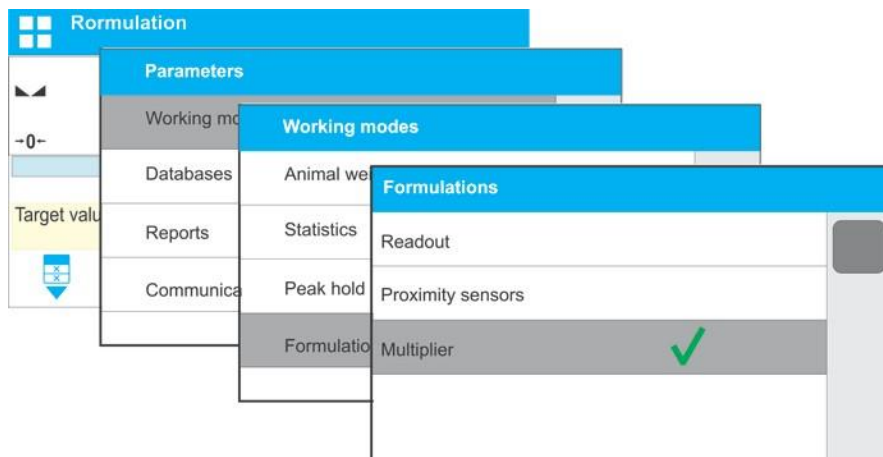 Rormulation
Parameters
Working mo
Working modes
→0←
Databases
Animal we
Formulations
Target valu
Reports
Statistics
Readout
Communica
Peak hold
Proximity sensors
Formulatio
Multiplier